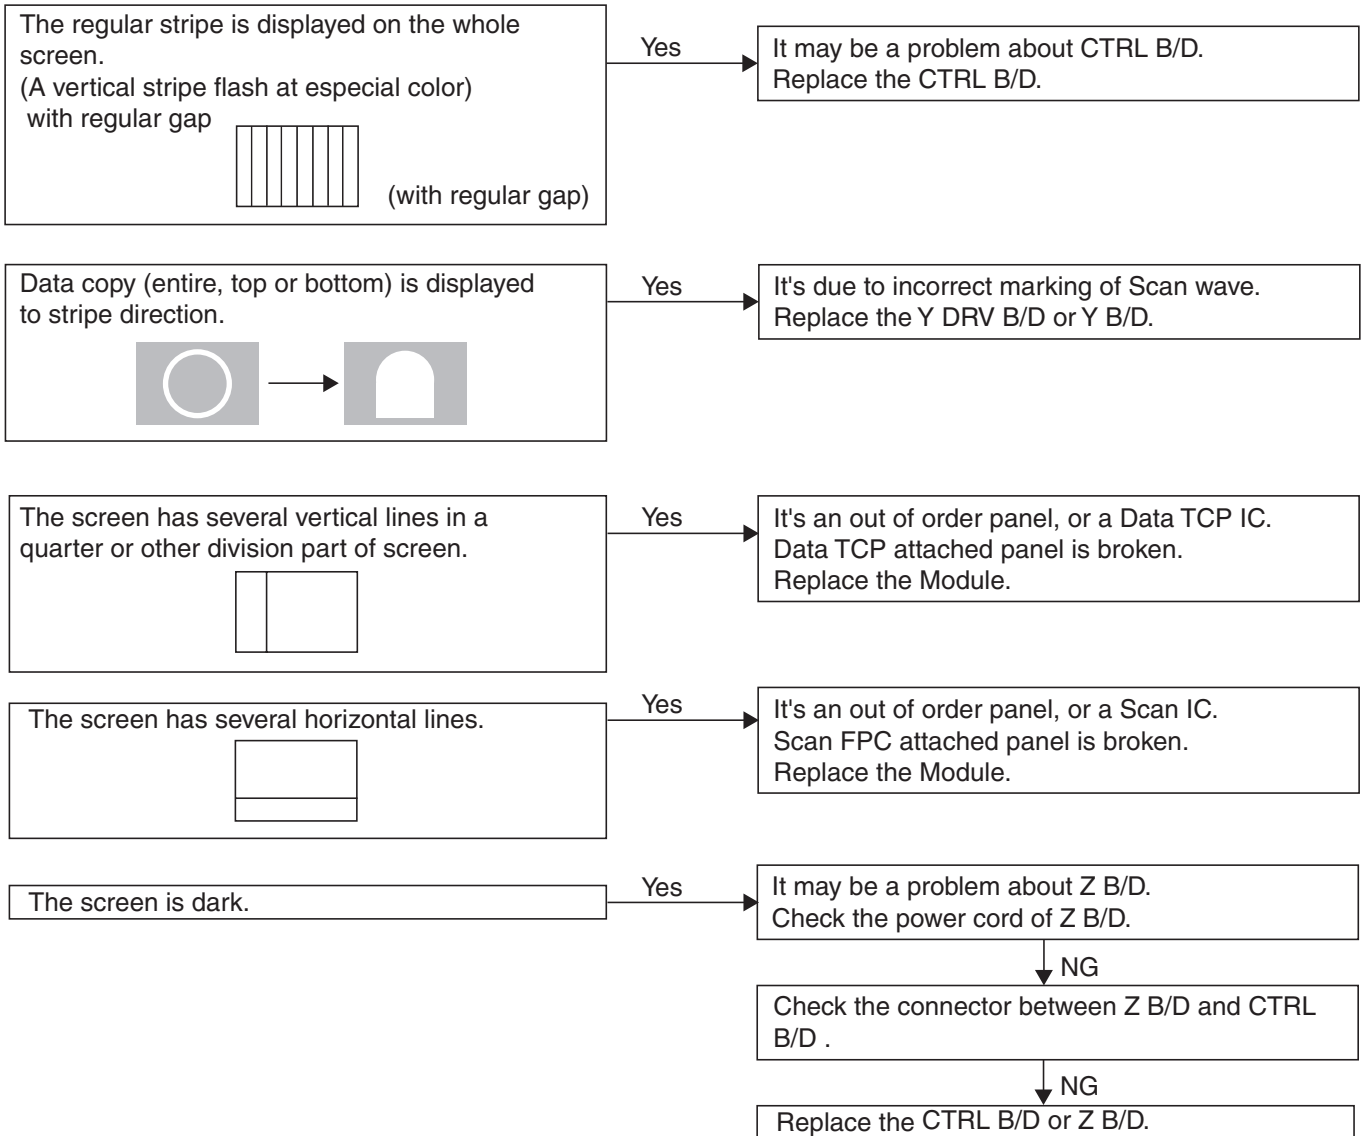 The regular stripe is displayed on the whole
screen.
(A vertical stripe flash at especial color)
with regular gap
(with regular gap)
Yes
It may be a problem about CTRL B/D.
Replace the CTRL B/D.
Data copy (entire, top or bottom) is displayed
to stripe direction.
Yes
It's due to incorrect marking of Scan wave.
Replace the Y DRV B/D or Y B/D.
The screen has several vertical lines in a
quarter or other division part of screen.
Yes
It's an out of order panel, or a Data TCP IC.
Data TCP attached panel is broken.
Replace the Module.
The screen has several horizontal lines.
Yes
It's an out of order panel, or a Scan IC.
Scan FPC attached panel is broken.
Replace the Module.
The screen is dark.
Yes
It may be a problem about Z B/D.
Check the power cord of Z B/D.
NG
Check the connector between Z B/D and CTRL
B/D .
NG
Replace the CTRL B/D or Z B/D.